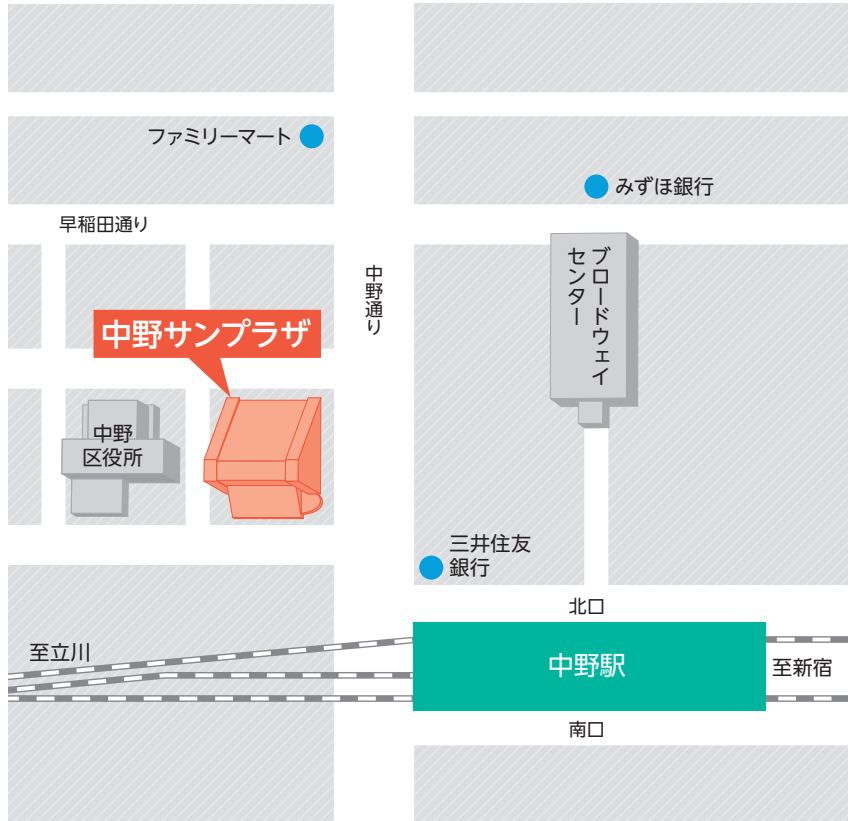 ファミリーマート
みずほ銀行
早稲田通り
中野通り
ブロードウェイ
センター
中野サンプラザ
中野
区役所
三井住友
銀行
北口
至立川
中野駅
至新宿
南口